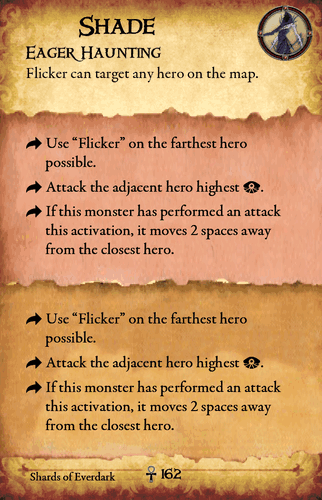 Shade
Eager Haunting
Flicker can target any hero on the map.
Use “Flicker” on the farthest hero
possible.
Attack the adjacent hero highest .
If this monster has performed an attack
this activation, it moves 2 spaces away
from the closest hero.
Use “Flicker” on the farthest hero
possible.
Attack the adjacent hero highest .
If this monster has performed an attack
this activation, it moves 2 spaces away
from the closest hero.
Shards of Everdark
162